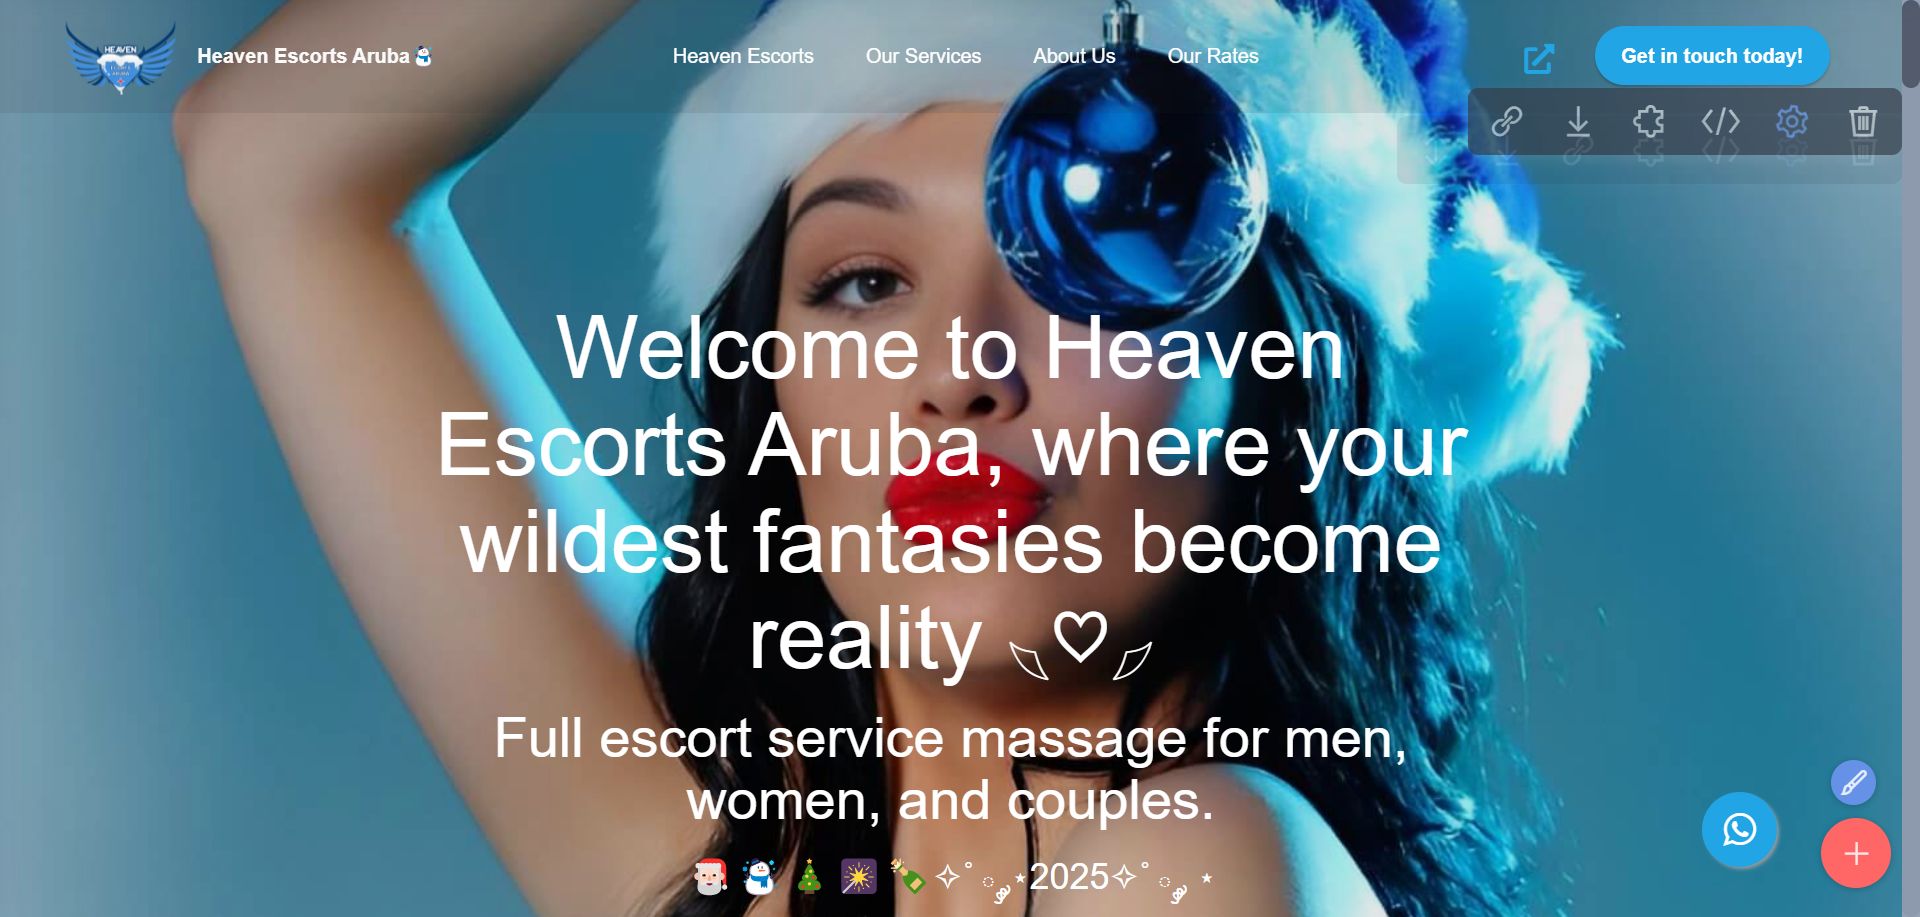 HEAVEN
Heaven Escorts Aruba⛄
Heaven Escorts
Our Services
About Us
Our Rates
Get in touch today!
Welcome to Heaven
Escorts Aruba, where your
wildest fantasies become
reality ◟♡◞
Full escort service massage for men,
women, and couples.
🎅 ☃️ 🎄 🎇 🍾 ✧˚ ༘ ⋆2025✧˚ ༘ ⋆